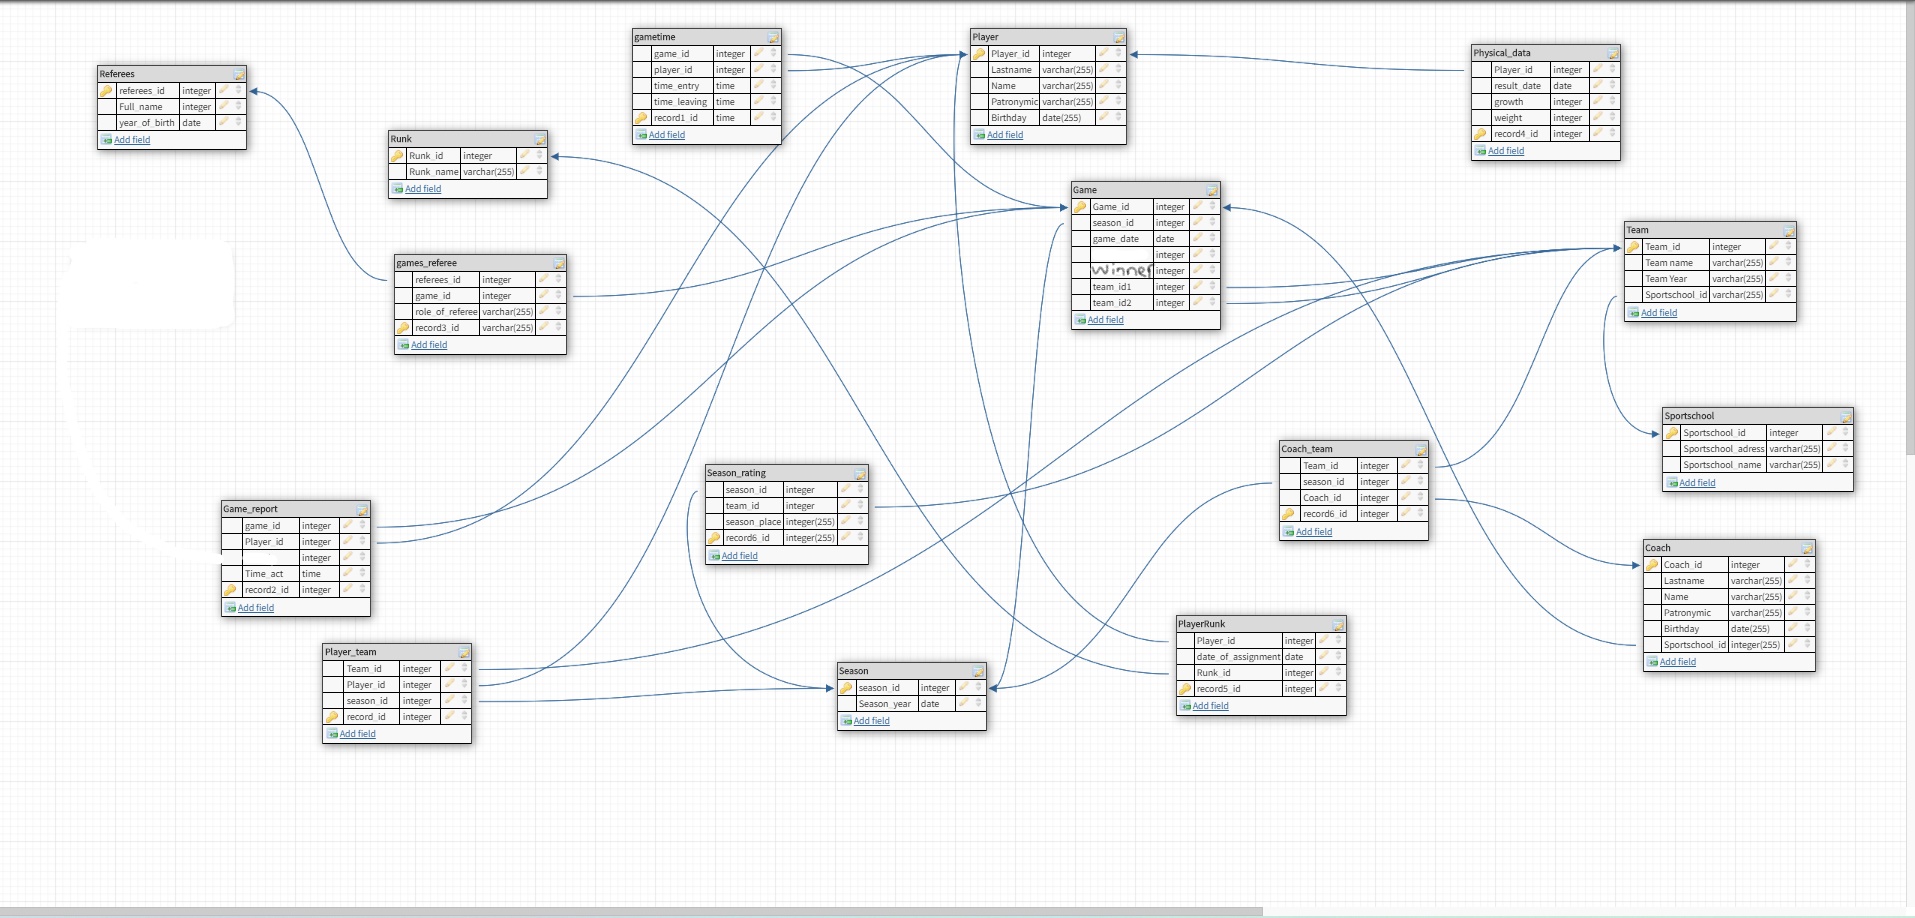 Referees
referees_id integer
Full_name integer
year_of_birth date
Add field
Runk
Runk_id integer
Runk_name varchar(255)
Add field
games_referee
referees_id integer
game_id integer
role_of_referee varchar(255)
record3_id varchar(255)
Add field
gametime
game_id integer
player_id integer
time_entry time
time_leaving time
record1_id time
Add field
Player
Player_id integer
Lastname varchar(255)
Name varchar(255)
Patronymic varchar(255)
Birthday date(255)
Add field
Physical_data
Player_id integer
result_date date
growth integer
weight integer
record4_id integer
Add field
Game
Game_id integer
season_id integer
game_date date
integer
Winner integer
team_id1 integer
team_id2 integer
Add field
Team
Team_id integer
Team name varchar(255)
Team Year varchar(255)
Sportschool_id varchar(255)
Add field
Sportschool
Sportschool_id integer
Sportschool_adress varchar(255)
Sportschool_name varchar(255)
Add field
Coach_team
Team_id integer
season_id integer
Coach_id integer
record6_id integer
Add field
Season_rating
season_id integer
team_id integer
season_place integer(255)
record6_id integer(255)
Add field
Game_report
game_id integer
Player_id integer
integer
Time_act time
record2_id integer
Add field
Coach
Coach_id integer
Lastname varchar(255)
Name varchar(255)
Patronymic varchar(255)
Birthday date(255)
Sportschool_id integer(255)
Add field
PlayerRunk
Player_id integer
date_of_assignment date
Runk_id integer
record5_id integer
Add field
Player_team
Team_id integer
Player_id integer
season_id integer
record_id integer
Add field
Season
season_id integer
Season_year date
Add field